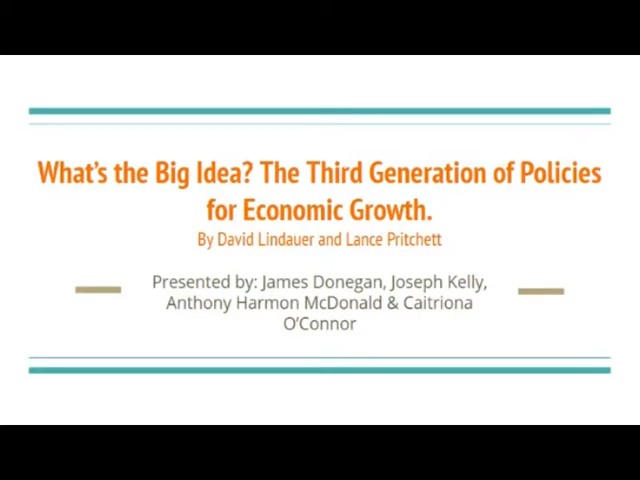 What's the Big Idea? The Third Generation of Policies
for Economic Growth.
By David Lindauer and Lance Pritchett
Presented by: James Donegan, Joseph Kelly,
Anthony Harmon McDonald & Caitriona
O'Connor